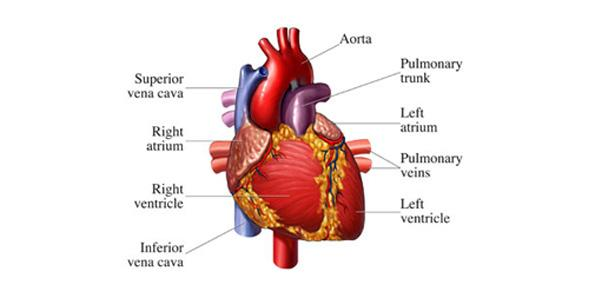 Aorta
Pulmonary
trunk
Superior
vena cava
Left
atrium
Right
atrium
Pulmonary
veins
Right
ventricle
Left
ventricle
Inferior
vena cava